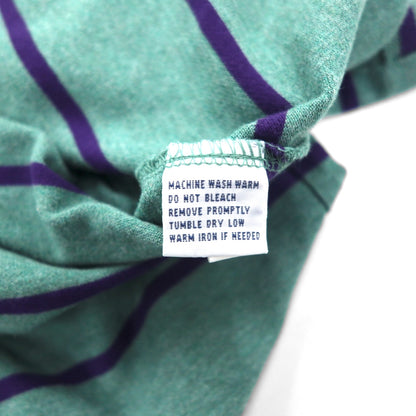 MACHINE WASH WARM
DO NOT BLEACH
REMOVE PROMPTLY
TUMBLE DRY LOW
WARM IRON IF NEEDED